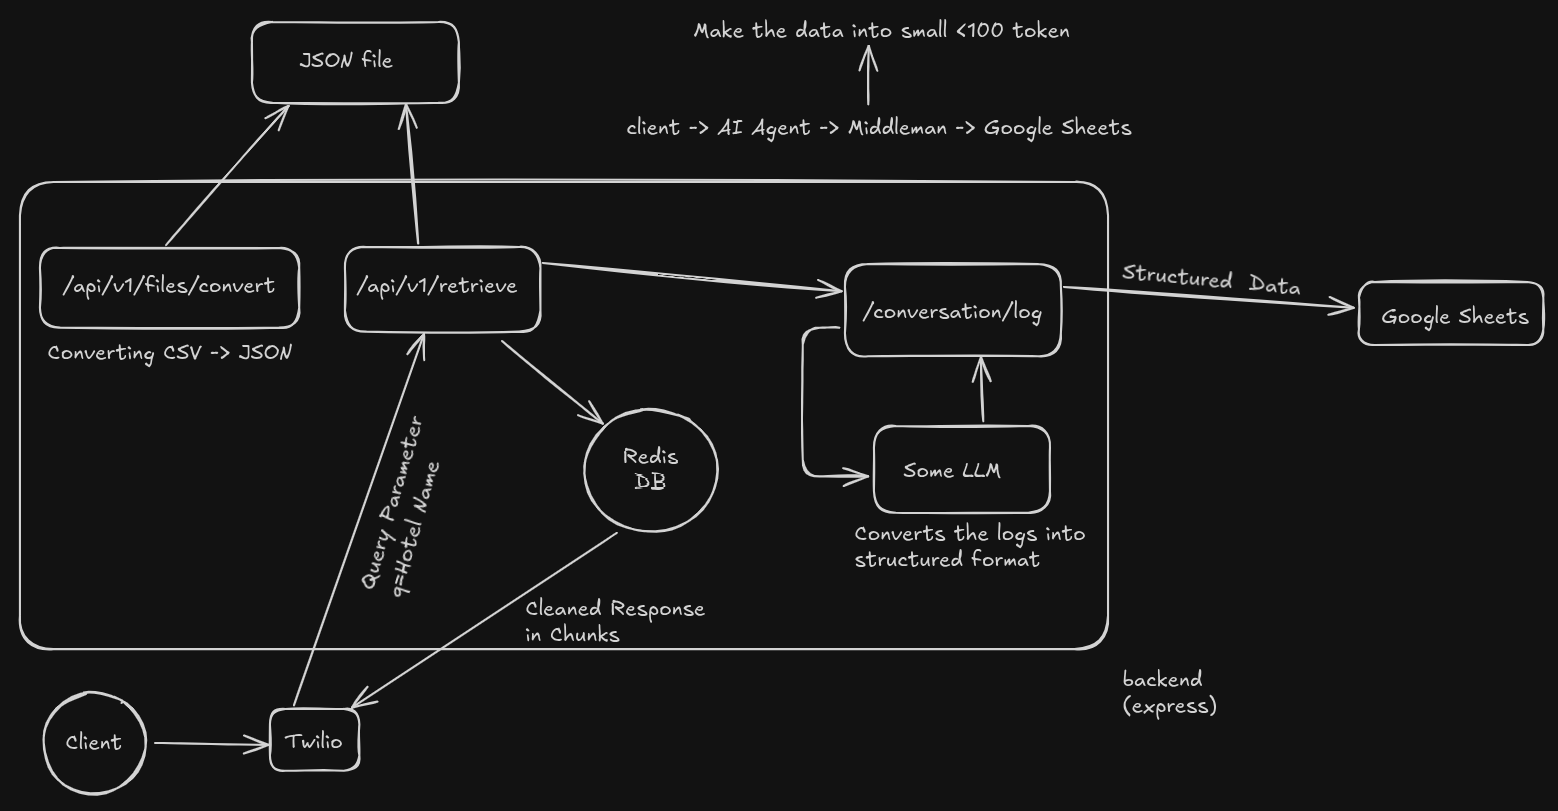 JSON file
Make the data into small <100 token
client -> AI Agent -> Middleman -> Google Sheets
/api/v1/files/convert
Converting CSV -> JSON
/api/v1/retrieve
/conversation/log
Structured Data
Google Sheets
Query Parameter
q=Hotel Name
Redis
DB
Some LLM
Converts the logs into
structured format
Cleaned Response
in Chunks
backend
(express)
Client
Twilio